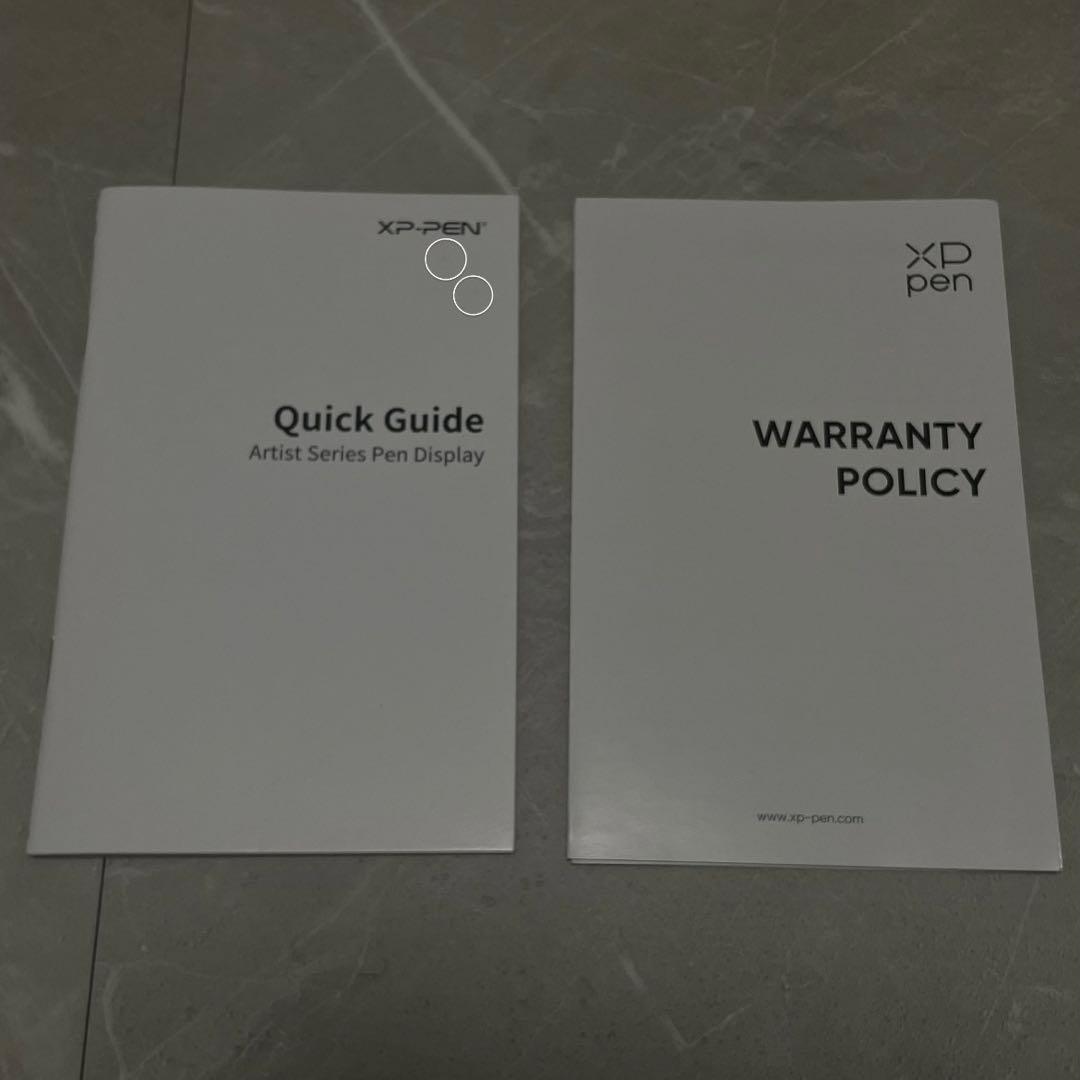 XP-PEN®
Quick Guide
Artist Series Pen Display
XP
pen
WARRANTY
POLICY
www.xp-pen.com